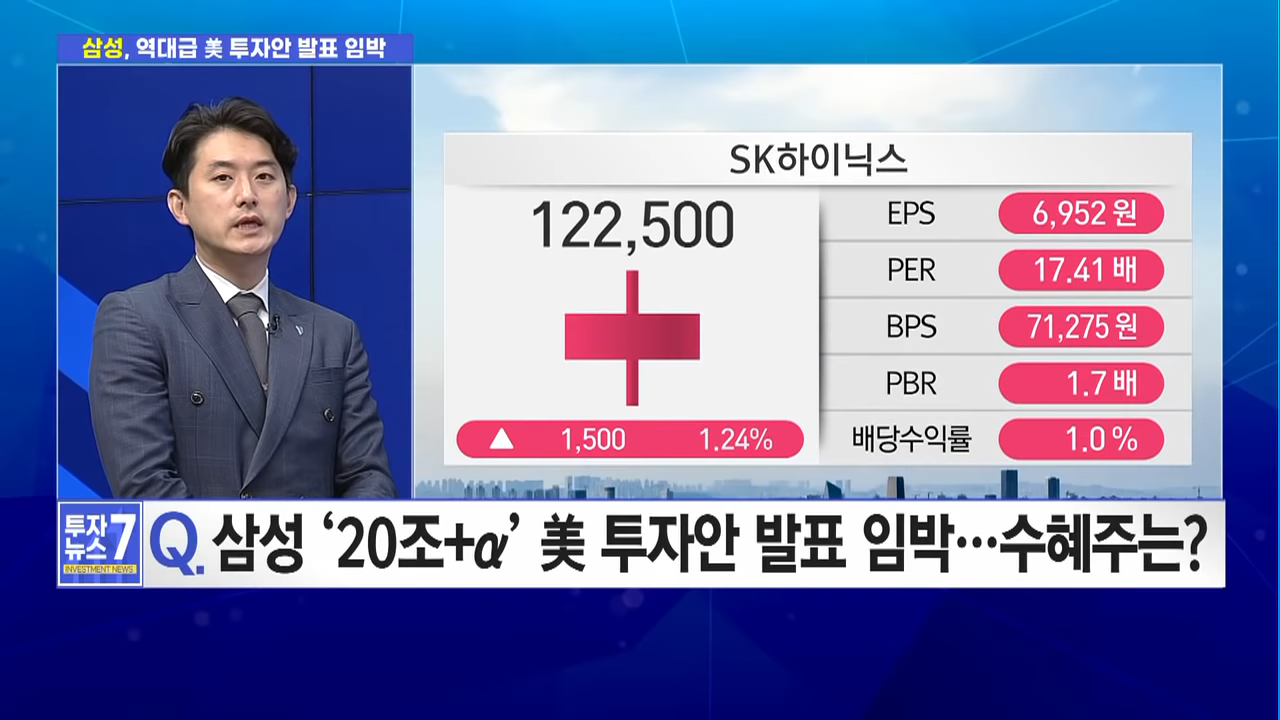 삼성, 역대급 美 투자안 발표 임박
SK하이닉스
122,500
▲ 1,500 1.24%
EPS 6,952 원
PER 17.41 배
BPS 71,275 원
PBR 1.7 배
배당수익률 1.0 %
투자
뉴스 7
INVESTMENT NEWS
Q. 삼성 ‘20조+α’ 美 투자안 발표 임박…수혜주는?